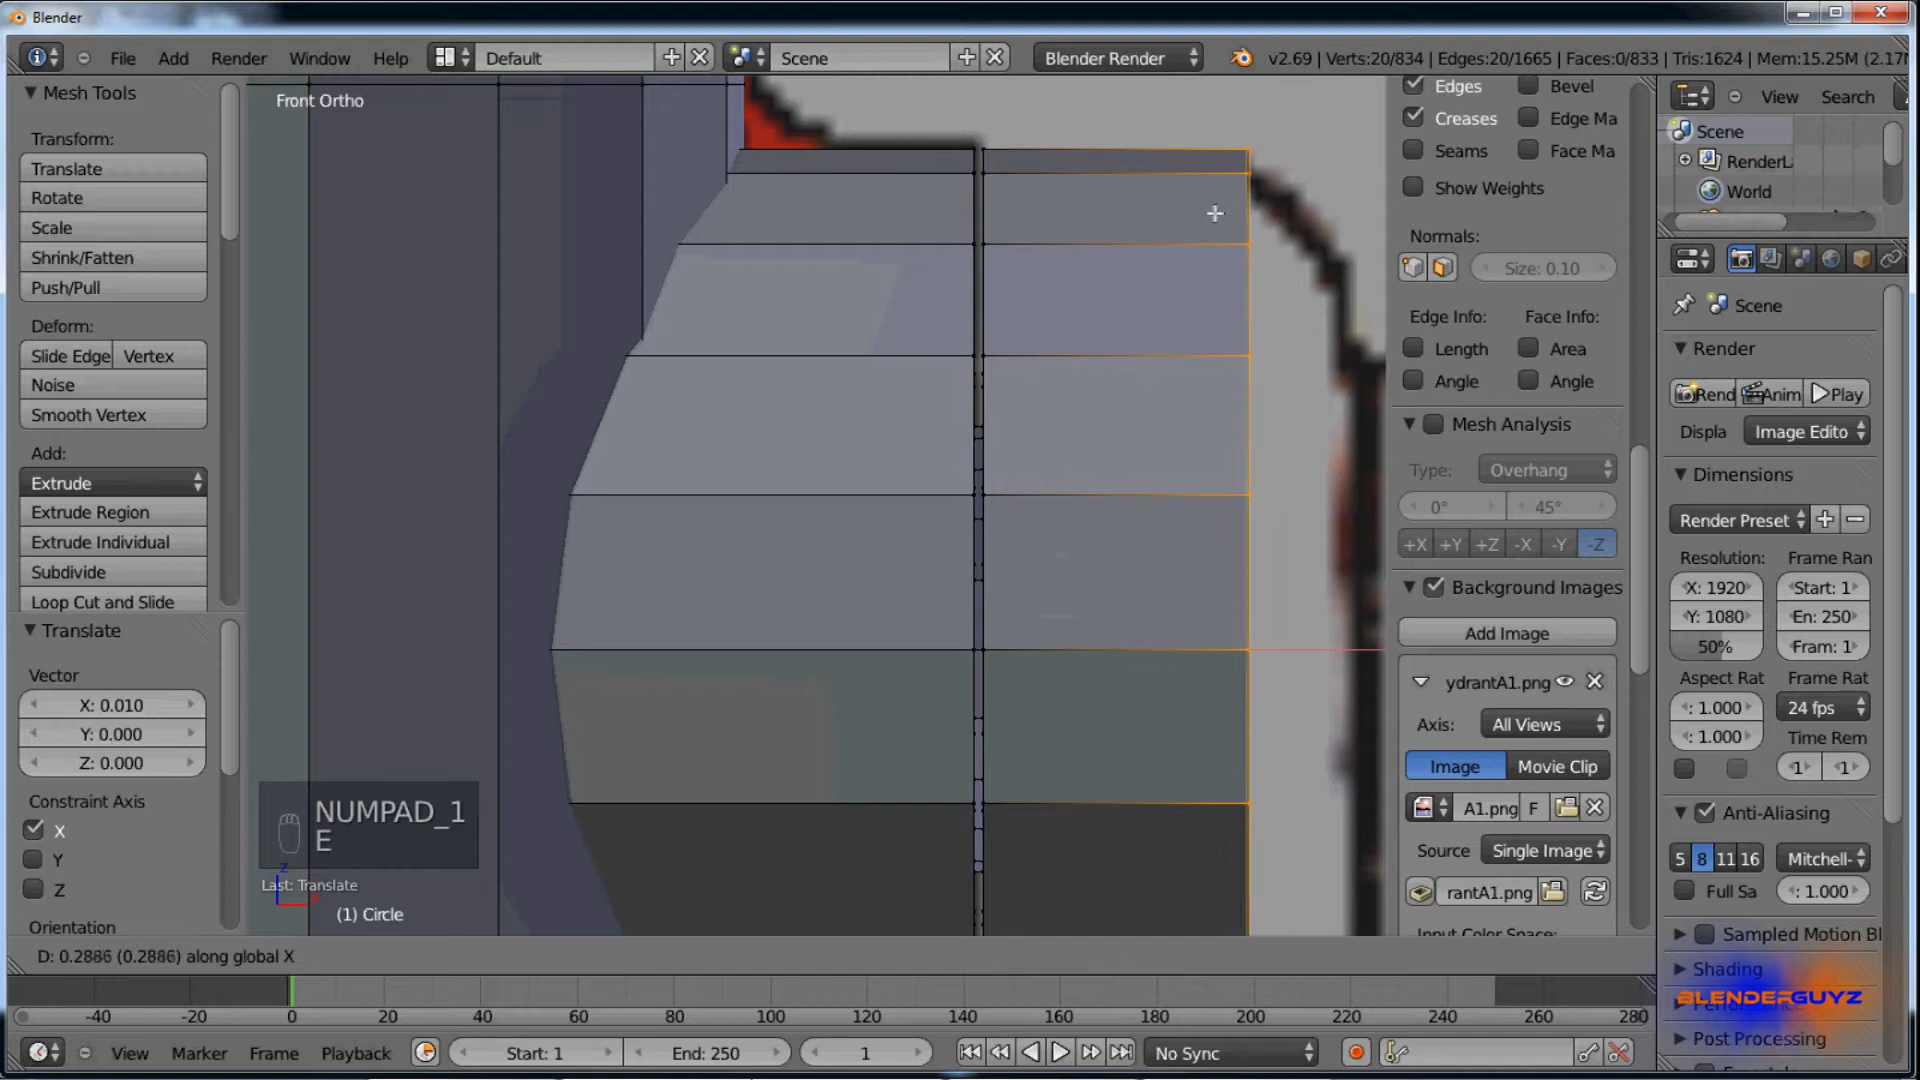 Blender
File Add Render Window Help Default Scene Blender Render v2.69 | Verts:20/834 | Edges:20/1665 | Faces:0/833 | Tris:1624 | Mem:15.25M (2.17
Mesh Tools
Transform:
Translate
Rotate
Scale
Shrink/Fatten
Push/Pull
Deform:
Slide Edge Vertex
Noise
Smooth Vertex
Add:
Extrude
Extrude Region
Extrude Individual
Subdivide
Loop Cut and Slide
Translate
Vector
X: 0.010
Y: 0.000
Z: 0.000
Constraint Axis
X
Y
Z
Orientation
Front Ortho
NUMPAD_1
E
Last: Translate
(1) Circle
D: 0.2886 (0.2886) along global X
Edges Bevel
Creases Edge Ma
Seams Face Ma
Show Weights
Normals:
Size: 0.10
Edge Info: Face Info:
Length Area
Angle Angle
Mesh Analysis
Type: Overhang
0° 45°
+X +Y +Z -X -Y -Z
Background Images
Add Image
ydrantA1.png
Axis: All Views
Image Movie Clip
A1.png F
Source Single Image
rantA1.png
Input Color Space:
View Search
Scene
RenderLa
World
Scene
Render
Rend Anim Play
Displa Image Edito
Dimensions
Render Preset
Resolution: Frame Ran
X: 1920 Start: 1
Y: 1080 En: 250
50% Fram: 1
Aspect Rat Frame Rat
: 1.000 24 fps
: 1.000 Time Rem
1 1
Anti-Aliasing
5 8 11 16 Mitchell-
Full Sa : 1.000
Sampled Motion Bl
Shading
BLENDERGUYZ
Post Processing
-40 -20 0 20 40 60 80 100 120 140 160 180 200 220 240 260 280
View Marker Frame Playback Start: 1 End: 250 1 No Sync